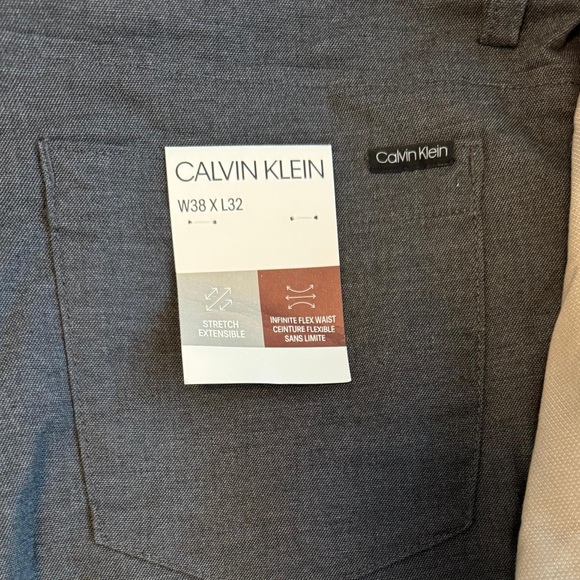 CALVIN KLEIN
W38 X L32
STRETCH
EXTENSIBLE
INFINITE FLEX WAIST
CEINTURE FLEXIBLE
SANS LIMITE
Calvin Klein